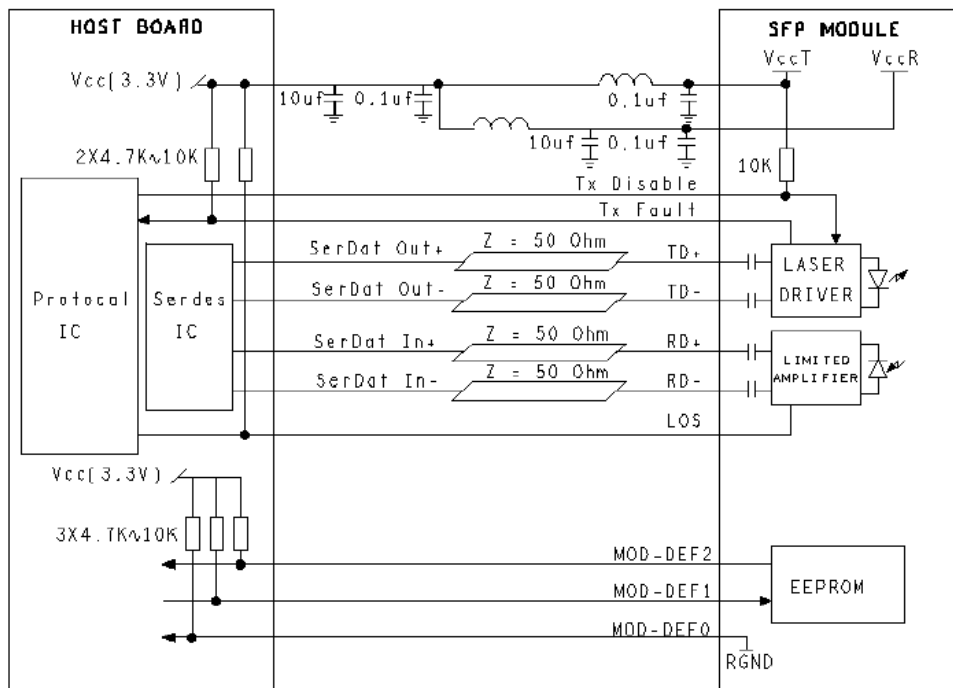 HOST BOARD
SFP MODULE
VccT
VccR
Vcc(3.3V)
10uf
0.1uf
0.1uf
10uf
0.1uf
2X4.7K~10K
10K
Tx Disable
Tx Fault
SerDat Out+
Z = 50 Ohm
TD+
SerDat Out-
Z = 50 Ohm
TD-
LASER
DRIVER
Protocal
IC
Serdes
IC
SerDat In+
Z = 50 Ohm
RD+
SerDat In-
Z = 50 Ohm
RD-
LIMITED
AMPLIFIER
LOS
Vcc(3.3V)
3X4.7K~10K
MOD-DEF2
MOD-DEF1
MOD-DEF0
EEPROM
RGND